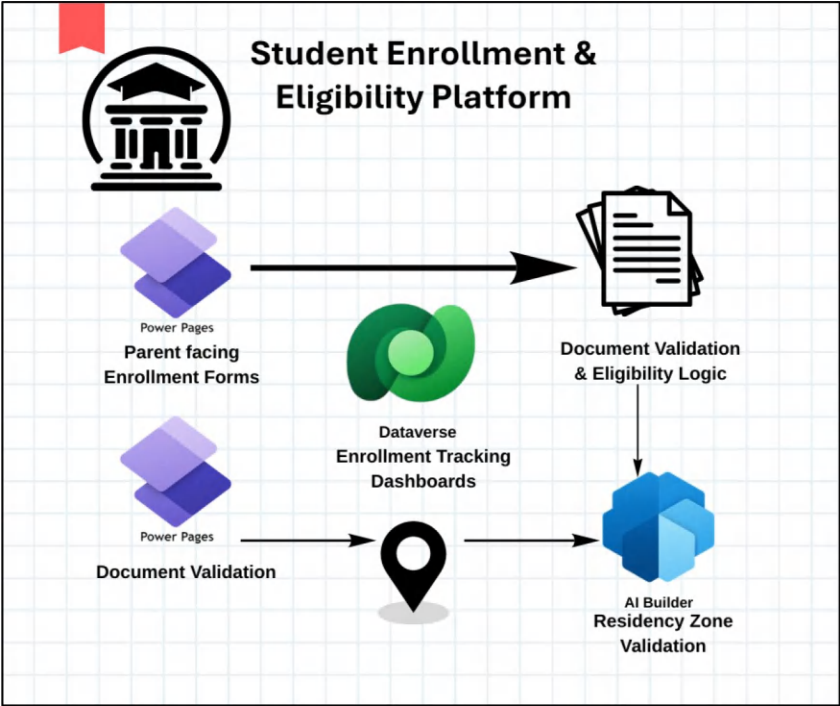 Student Enrollment &
Eligibility Platform
Power Pages
Parent facing
Enrollment Forms
Document Validation
& Eligibility Logic
Dataverse
Enrollment Tracking
Dashboards
Power Pages
Document Validation
AI Builder
Residency Zone
Validation